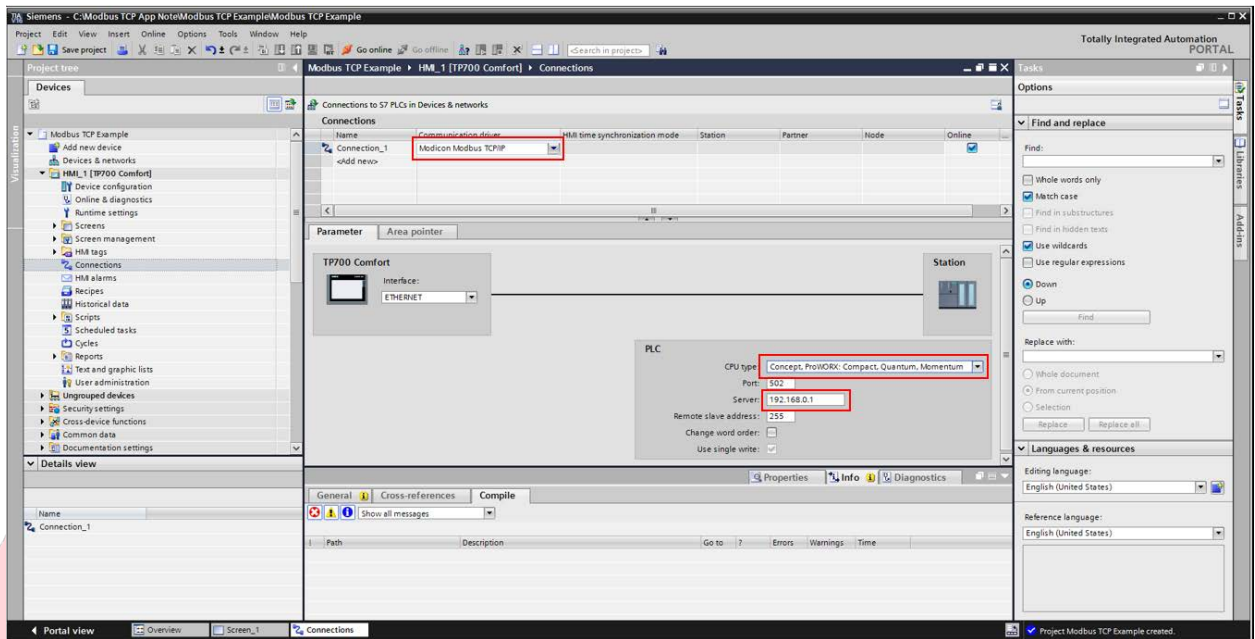 Siemens - C:\Modbus TCP App Note\Modbus TCP Example\Modbus TCP Example
Project Edit View Insert Online Options Tools Window Help
Totally Integrated Automation
PORTAL
Save project Go online Go offline <Search in project>
Project tree
Modbus TCP Example HMI_1 [TP700 Comfort] Connections
Tasks
Devices
Options
Connections to S7 PLCs in Devices & networks
Connections
Name Communication driver HMI time synchronization mode Station Partner Node Online ...
Connection_1 Modicon Modbus TCP/IP
<Add new>
Visualization
Modbus TCP Example
Add new device
Devices & networks
HMI_1 [TP700 Comfort]
Device configuration
Online & diagnostics
Runtime settings
Screens
Screen management
HMI tags
Connections
HMI alarms
Recipes
Historical data
Scripts
Scheduled tasks
Cycles
Reports
Text and graphic lists
User administration
Ungrouped devices
Security settings
Cross-device functions
Common data
Documentation settings
Details view
Name
Connection_1
Parameter Area pointer
TP700 Comfort
Interface:
ETHERNET
Station
PLC
CPU type: Concept, ProWORX: Compact, Quantum, Momentum
Port: 502
Server: 192.168.0.1
Remote slave address: 255
Change word order:
Use single write:
Properties Info Diagnostics
General Cross-references Compile
Show all messages
! Path Description Go to ? Errors Warnings Time
Find and replace
Find:
Whole words only
Match case
Find in substructures
Find in hidden texts
Use wildcards
Use regular expressions
Down
Up
Find
Replace with:
Whole document
From current position
Selection
Replace Replace all
Languages & resources
Editing language:
English (United States)
Reference language:
English (United States)
Tasks
Libraries
Add-ins
Portal view Overview Screen_1 Connections
Project Modbus TCP Example created.